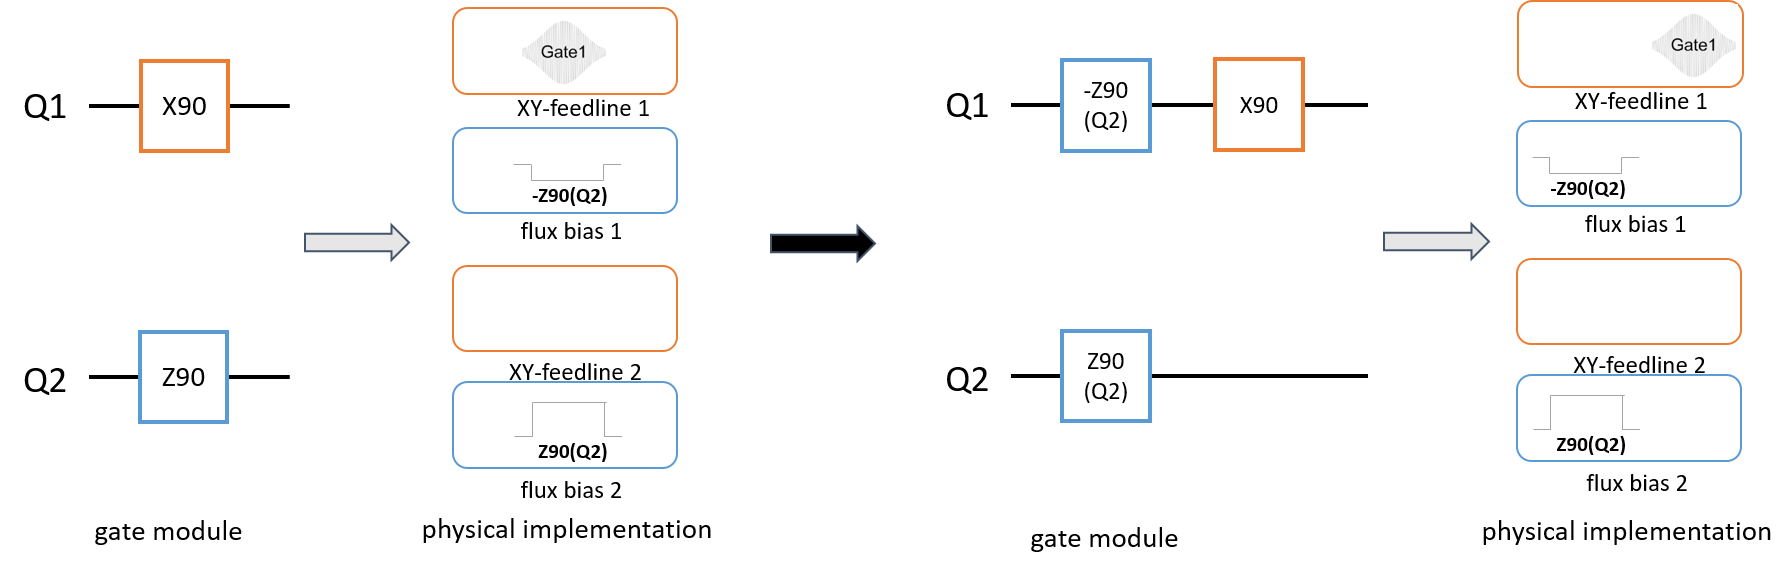 Q1
X90
Gate1
XY-feedline 1
-Z90(Q2)
flux bias 1
Q2
Z90
XY-feedline 2
Z90(Q2)
flux bias 2
gate module
physical implementation
Q1
-Z90
(Q2)
X90
Gate1
XY-feedline 1
-Z90(Q2)
flux bias 1
Q2
Z90
(Q2)
XY-feedline 2
Z90(Q2)
flux bias 2
gate module
physical implementation